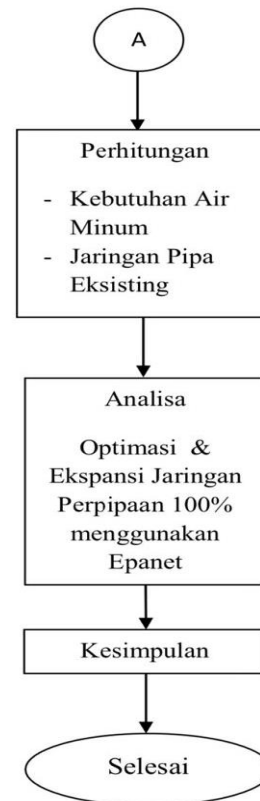 A
Perhitungan
- Kebutuhan Air
Minum
- Jaringan Pipa
Eksisting
Analisa
Optimasi & 
Ekspansi Jaringan
Perpipaan 100%
menggunakan
Epanet
Kesimpulan
Selesai